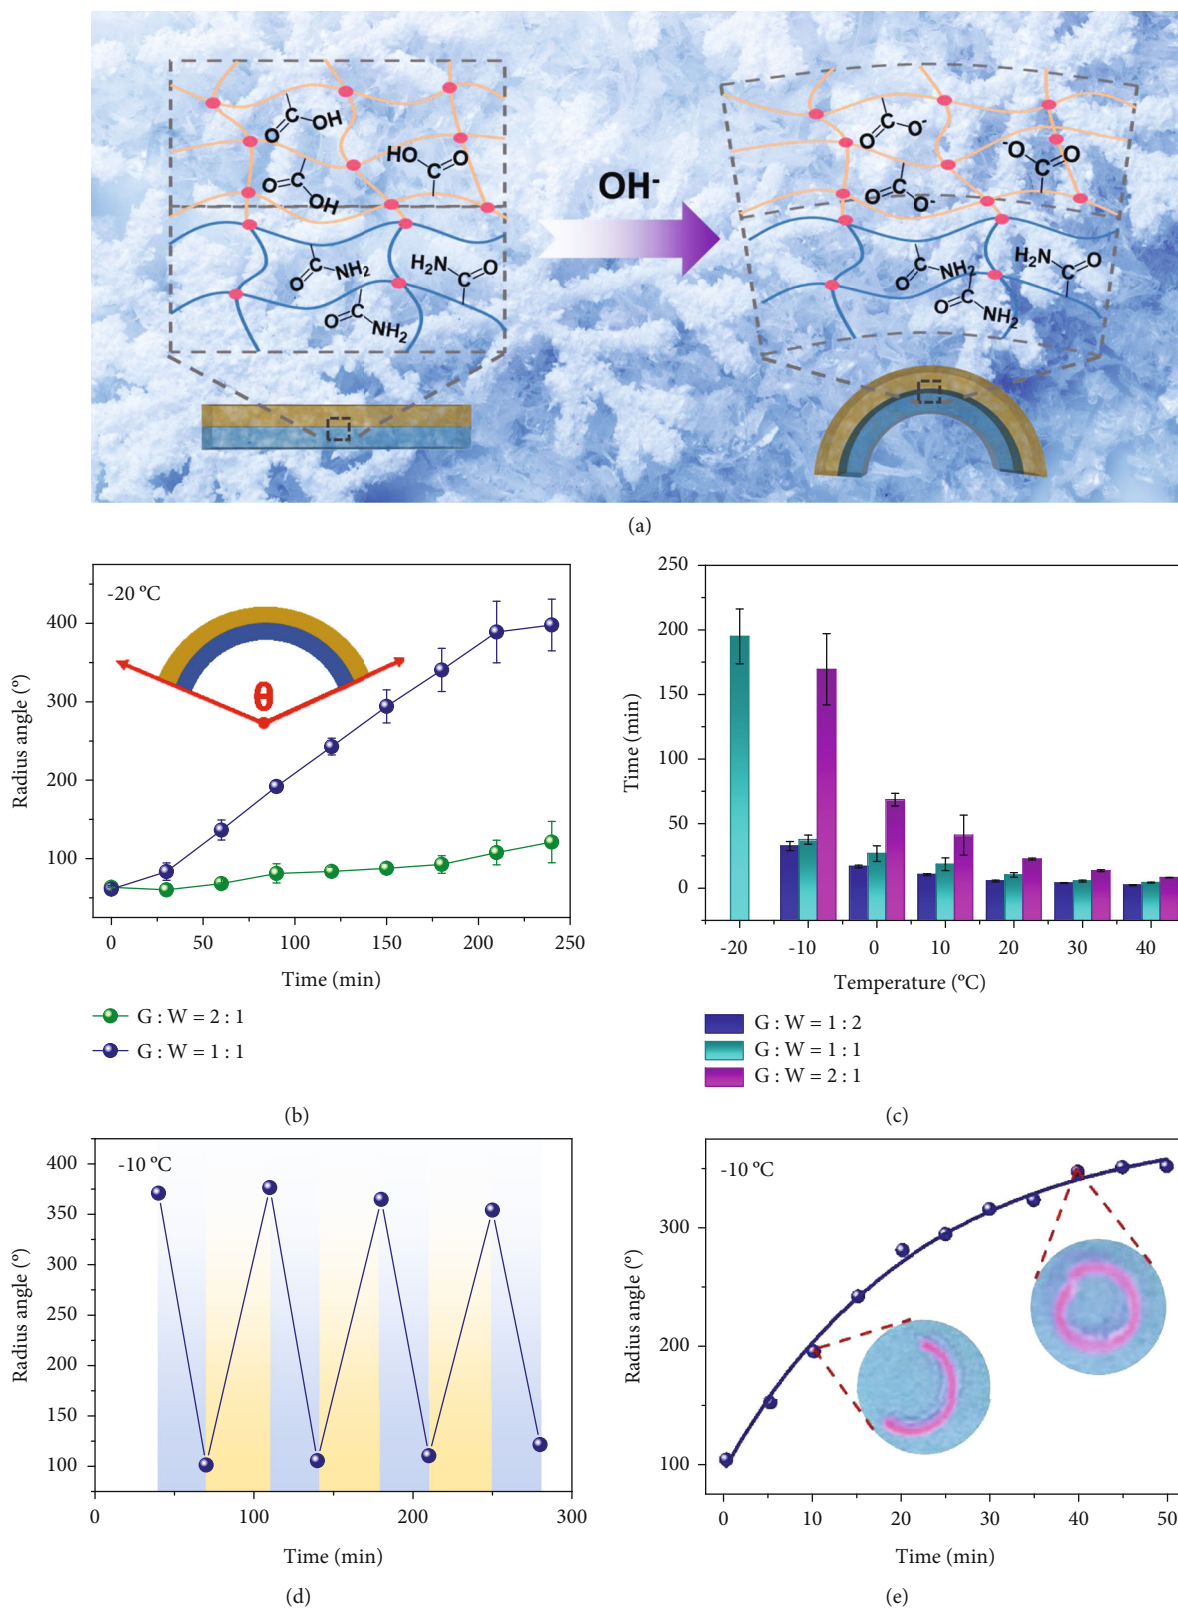 C
O
OH
C
O
OH
HO
C
O
C
O
NH₂
H₂N
C
O
C
O
NH₂
OH⁻
C
O
O⁻
C
O
O⁻
⁻O
C
O
C
O
NH₂
H₂N
C
O
C
O
NH₂
(a)
-20 ºC
θ
400
300
200
100
Radius angle (º)
0 50 100 150 200 250
Time (min)
G : W = 2 : 1
G : W = 1 : 1
(b)
250
200
150
100
50
0
Time (min)
-20 -10 0 10 20 30 40
Temperature (ºC)
G : W = 1 : 2
G : W = 1 : 1
G : W = 2 : 1
(c)
-10 ºC
400
350
300
250
200
150
100
Radius angle (º)
0 100 200 300
Time (min)
(d)
-10 ºC
300
200
100
Radius angle (º)
0 10 20 30 40 50
Time (min)
(e)